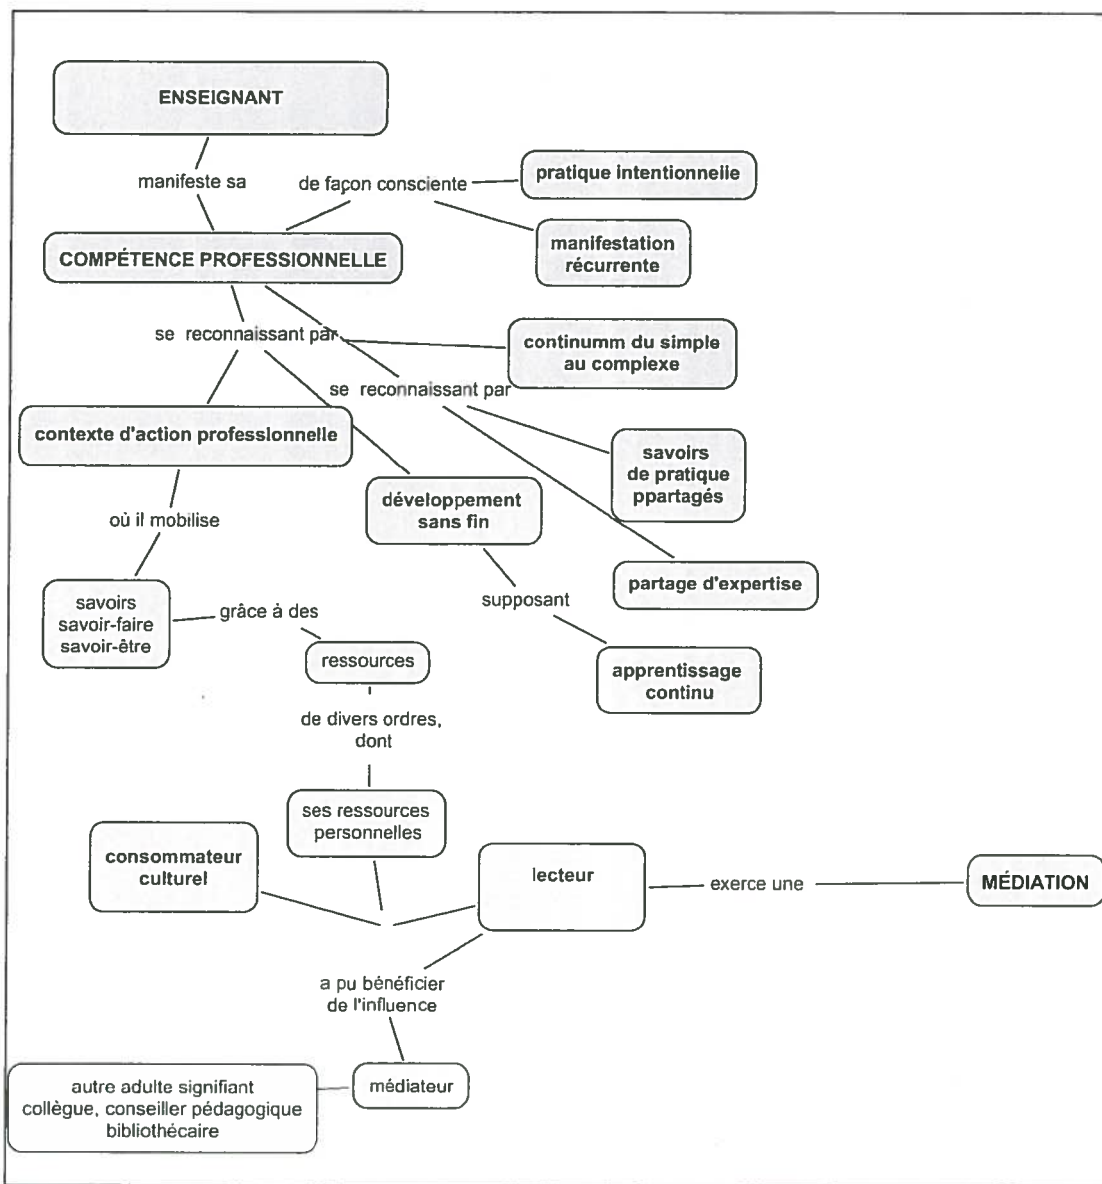 ENSEIGNANT
manifeste sa
de façon consciente
pratique intentionnelle
manifestation
récurrente
COMPÉTENCE PROFESSIONNELLE
se reconnaissant par
continumm du simple
au complexe
se reconnaissant par
contexte d'action professionnelle
savoirs
de pratique
ppartagés
développement
sans fin
où il mobilise
partage d'expertise
supposant
savoirs
savoir-faire
savoir-être
grâce à des
ressources
apprentissage
continu
de divers ordres,
dont
ses ressources
personnelles
consommateur
culturel
lecteur
exerce une
MÉDIATION
a pu bénéficier
de l'influence
médiateur
autre adulte signifiant
collègue, conseiller pédagogique
bibliothécaire